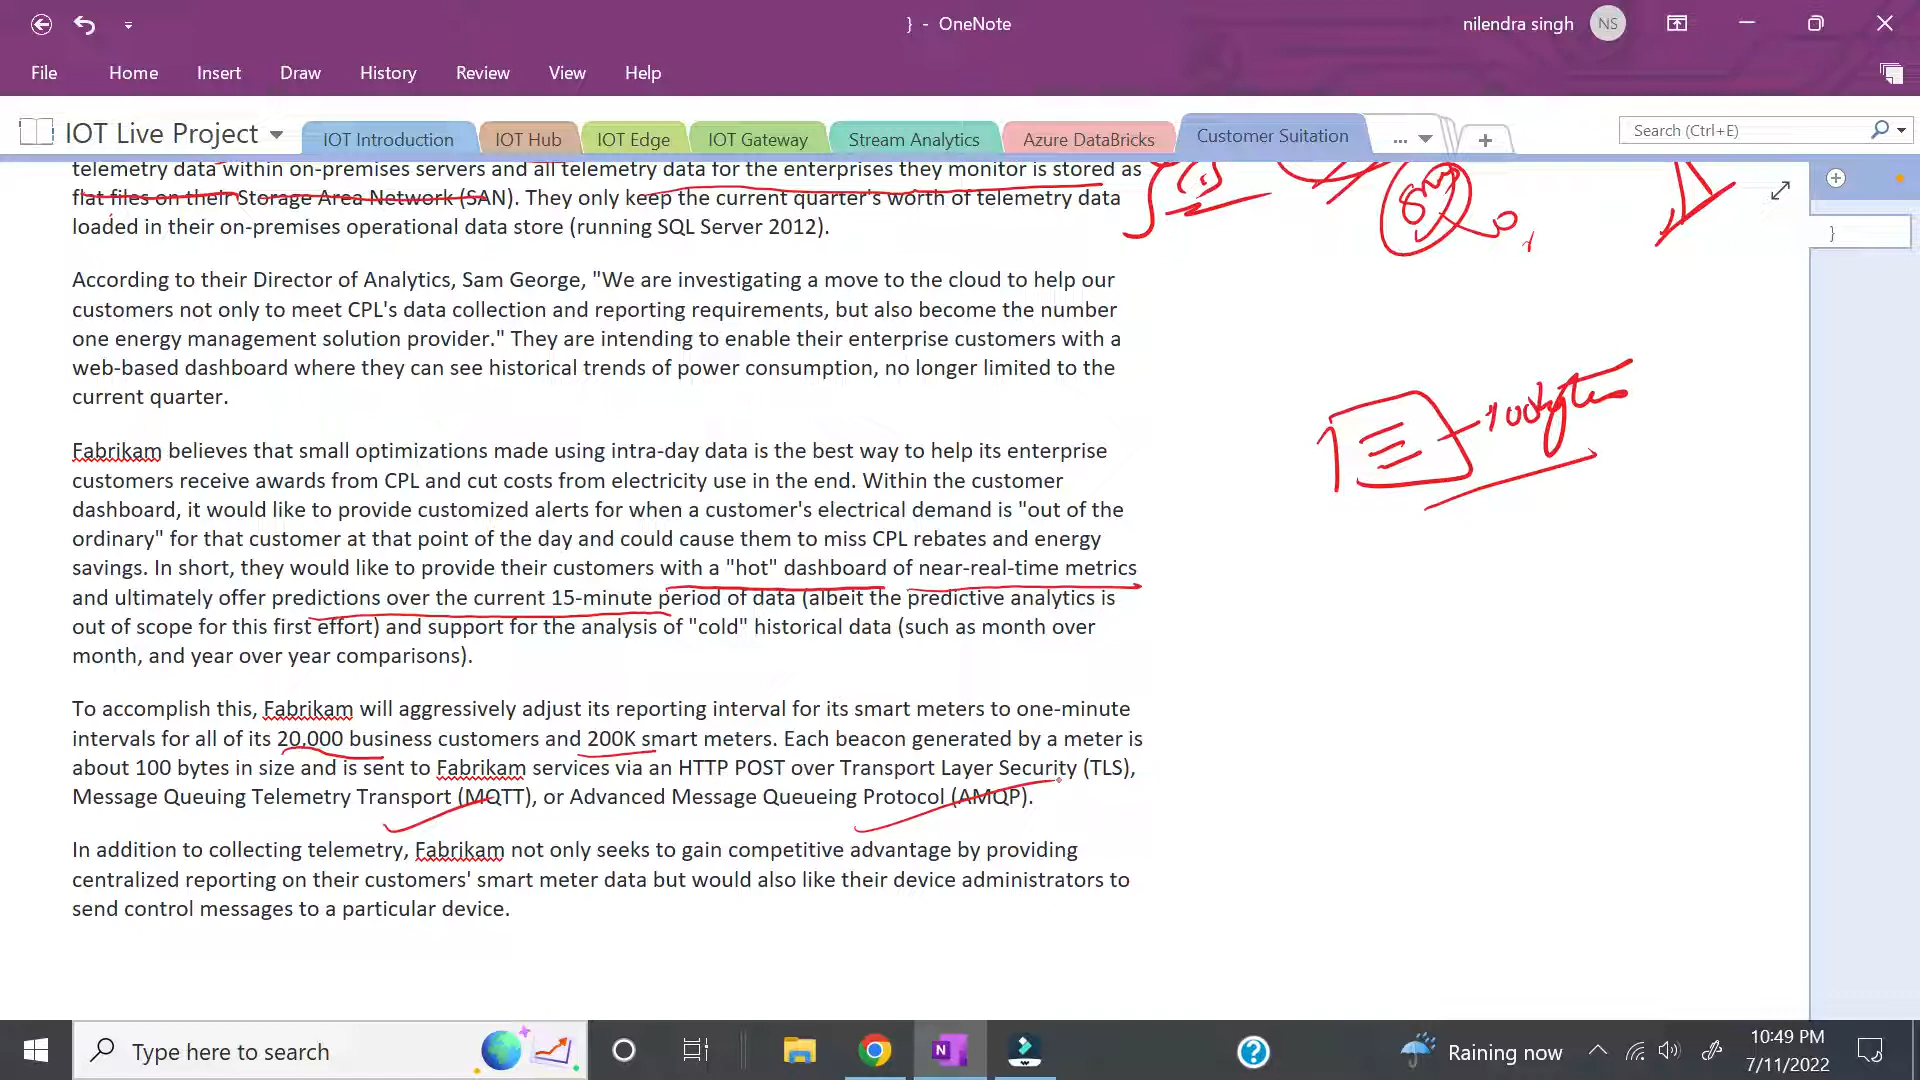 } - OneNote
nilendra singh
NS
File
Home
Insert
Draw
History
Review
View
Help
IOT Live Project
IOT Introduction
IOT Hub
IOT Edge
IOT Gateway
Stream Analytics
Azure DataBricks
Customer Suitation
...
Search (Ctrl+E)
telemetry data within on-premises servers and all telemetry data for the enterprises they monitor is stored as
flat files on their Storage Area Network (SAN). They only keep the current quarter's worth of telemetry data
loaded in their on-premises operational data store (running SQL Server 2012).
According to their Director of Analytics, Sam George, "We are investigating a move to the cloud to help our
customers not only to meet CPL's data collection and reporting requirements, but also become the number
one energy management solution provider." They are intending to enable their enterprise customers with a
web-based dashboard where they can see historical trends of power consumption, no longer limited to the
current quarter.
Fabrikam believes that small optimizations made using intra-day data is the best way to help its enterprise
customers receive awards from CPL and cut costs from electricity use in the end. Within the customer
dashboard, it would like to provide customized alerts for when a customer's electrical demand is "out of the
ordinary" for that customer at that point of the day and could cause them to miss CPL rebates and energy
savings. In short, they would like to provide their customers with a "hot" dashboard of near-real-time metrics
and ultimately offer predictions over the current 15-minute period of data (albeit the predictive analytics is
out of scope for this first effort) and support for the analysis of "cold" historical data (such as month over
month, and year over year comparisons).
To accomplish this, Fabrikam will aggressively adjust its reporting interval for its smart meters to one-minute
intervals for all of its 20,000 business customers and 200K smart meters. Each beacon generated by a meter is
about 100 bytes in size and is sent to Fabrikam services via an HTTP POST over Transport Layer Security (TLS),
Message Queuing Telemetry Transport (MQTT), or Advanced Message Queueing Protocol (AMQP).
In addition to collecting telemetry, Fabrikam not only seeks to gain competitive advantage by providing
centralized reporting on their customers' smart meter data but would also like their device administrators to
send control messages to a particular device.
100bytes
}
Type here to search
Raining now
10:49 PM
7/11/2022